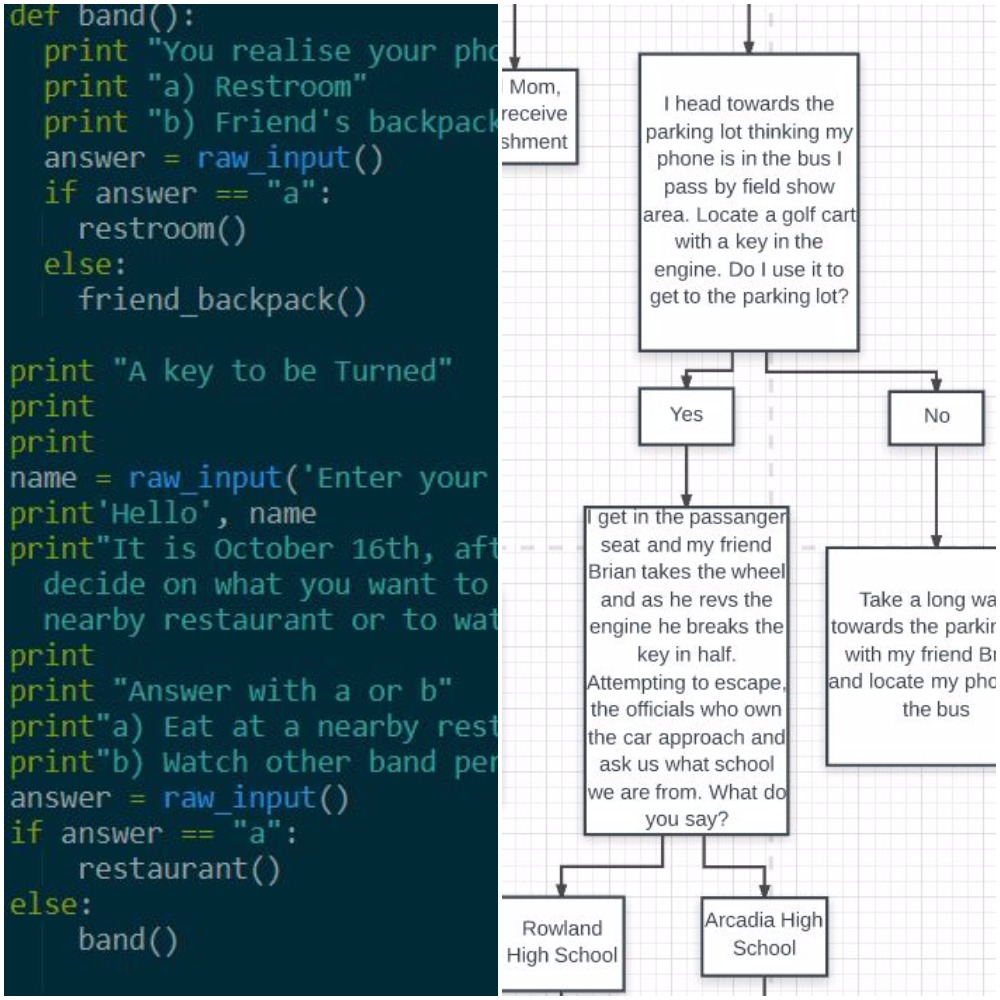 def band():
print "You realise your pho
print "a) Restroom"
print "b) Friend's backpack
answer = raw_input()
if answer == "a":
restroom()
else:
friend_backpack()
print "A key to be Turned"
print
print
name = raw_input('Enter your
print'Hello', name
print"It is October 16th, aft
decide on what you want to
nearby restaurant or to wat
print
print "Answer with a or b"
print"a) Eat at a nearby rest
print"b) Watch other band per
answer = raw_input()
if answer == "a":
restaurant()
else:
band()
Mom,
receive
shment
I head towards the
parking lot thinking my
phone is in the bus I
pass by field show
area. Locate a golf cart
with a key in the
engine. Do I use it to
get to the parking lot?
Yes
No
I get in the passanger
seat and my friend
Brian takes the wheel
and as he revs the
engine he breaks the
key in half.
Attempting to escape,
the officials who own
the car approach and
ask us what school
we are from. What do
you say?
Take a long wa
towards the parkin
with my friend Br
and locate my pho
the bus
Rowland
High School
Arcadia High
School